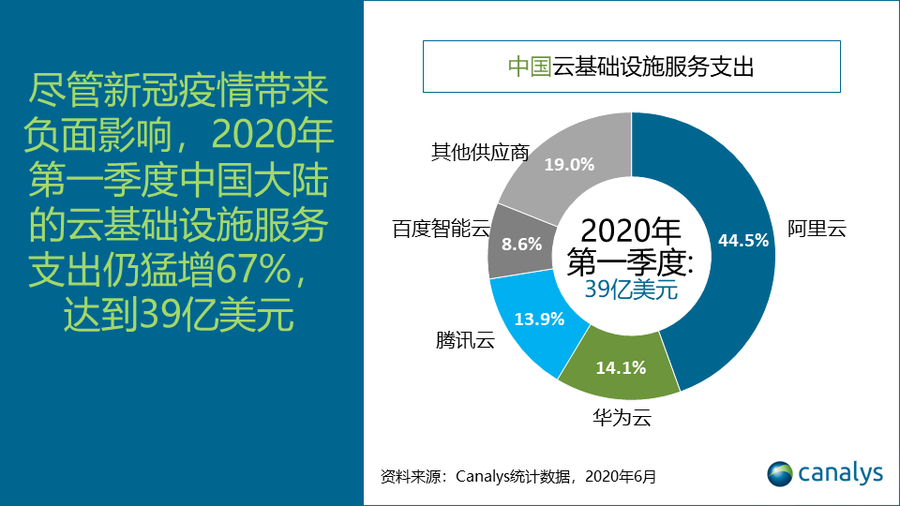 尽管新冠疫情带来
负面影响，2020年
第一季度中国大陆
的云基础设施服务
支出仍猛增67%，
达到39亿美元
中国云基础设施服务支出
其他供应商
19.0%
百度智能云
8.6%
2020年
第一季度:
39亿美元
44.5%
阿里云
腾讯云
13.9%
14.1%
华为云
资料来源：Canalys统计数据，2020年6月
canalys